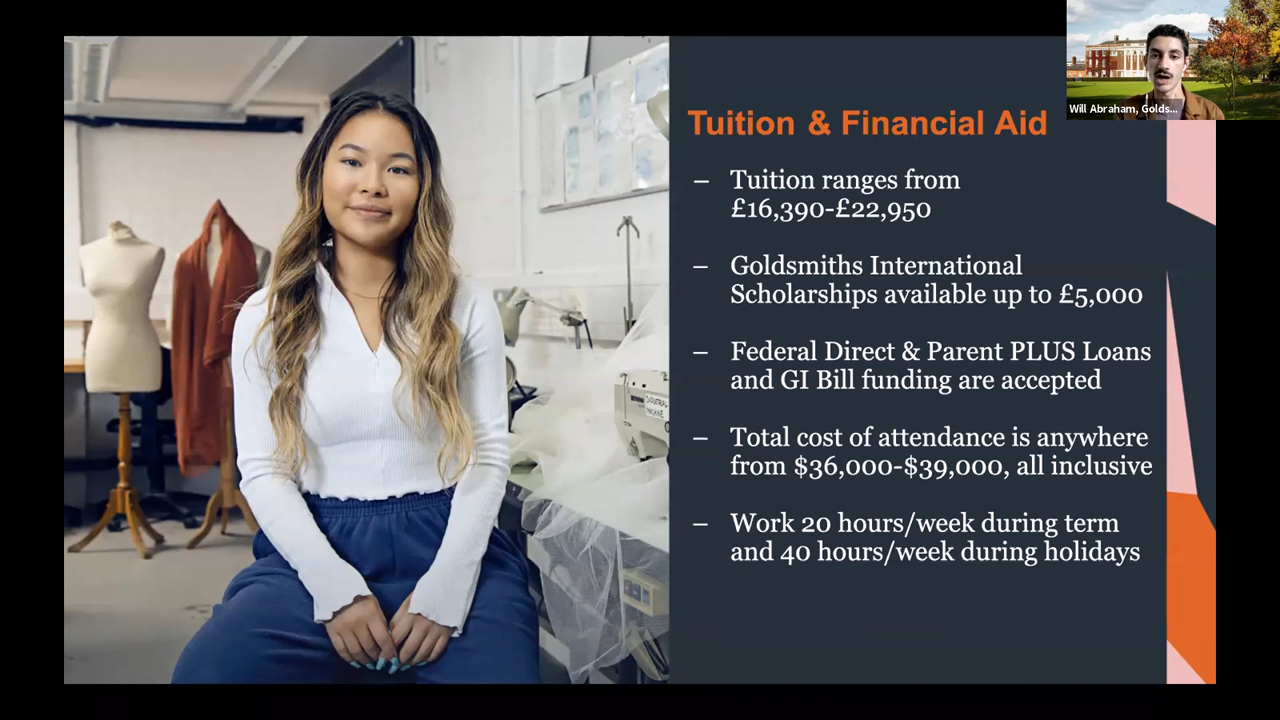 Will Abraham, Golds...
Tuition & Financial Aid
– Tuition ranges from
£16,390-£22,950
– Goldsmiths International
Scholarships available up to £5,000
– Federal Direct & Parent PLUS Loans
and GI Bill funding are accepted
– Total cost of attendance is anywhere
from $36,000-$39,000, all inclusive
– Work 20 hours/week during term
and 40 hours/week during holidays
INDUSTRIAL
MACHINE